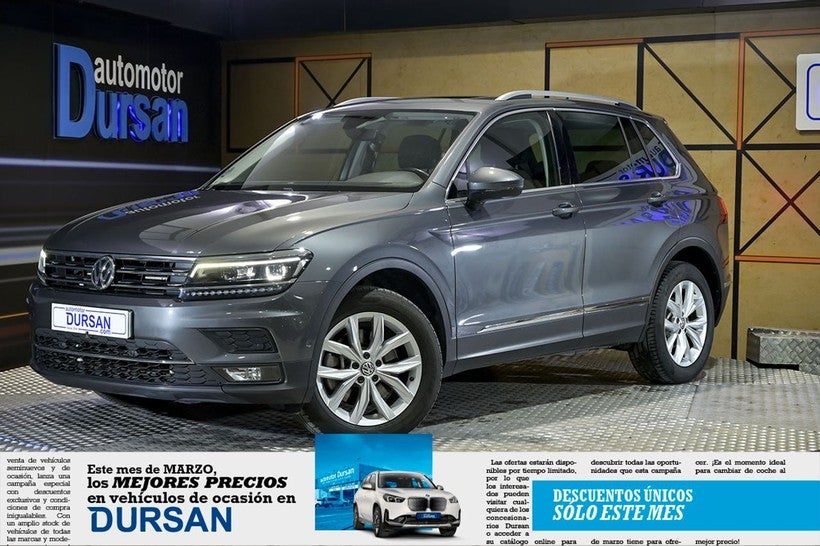 automotor
Dursan
automotor
DURSAN
.com
venta de vehículos
seminuevos y de
ocasión, lanza una
campaña especial
con descuentos
exclusivos y condi-
ciones de compra
inigualables. Con
un amplio stock de
vehículos de todas
las marcas y mode-
Este mes de MARZO,
los MEJORES PRECIOS
en vehículos de ocasión en
DURSAN
automotor Dursan
Las ofertas estarán dispo-
nibles por tiempo limitado,
por lo que
los interesa-
dos pueden
visitar cual-
quiera de los
concesiona-
rios Dursan
o acceder a
su catálogo online para
descubrir todas las oportu-
nidades que esta campaña
cer. ¡Es el momento ideal
para cambiar de coche al
DESCUENTOS ÚNICOS
SÓLO ESTE MES
de marzo tiene para ofre-
mejor precio!